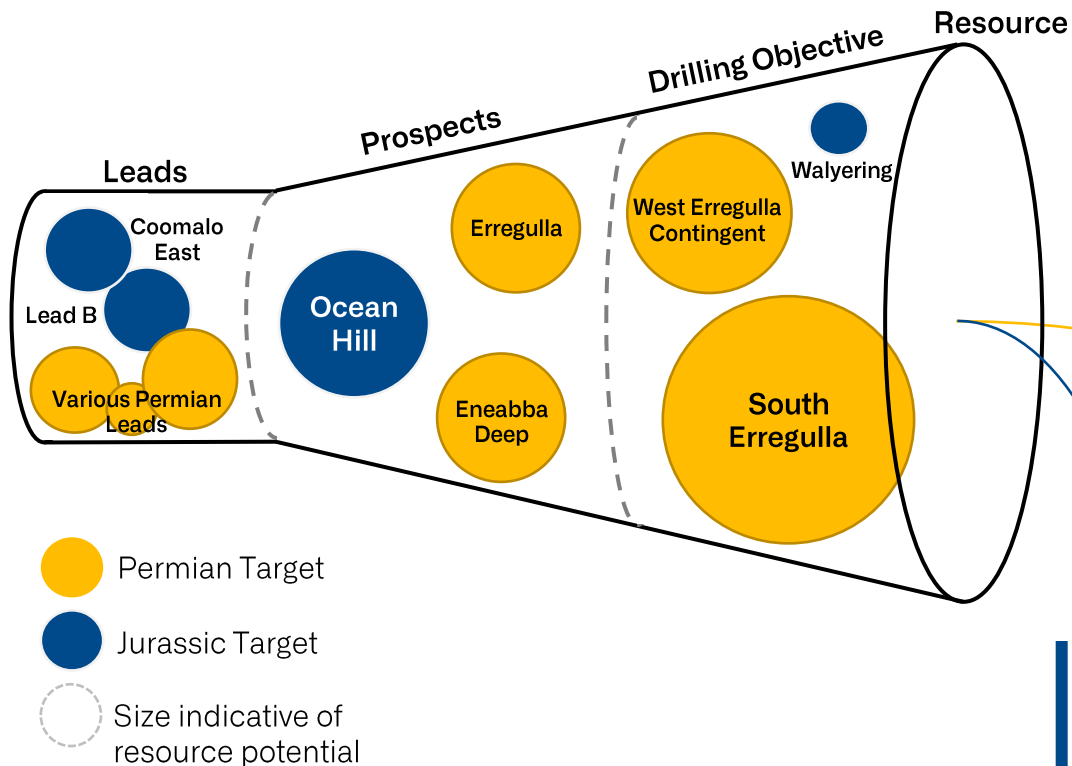 Resource
Drilling Objective
Prospects
Leads
Coomalo
East
Lead B
Various Permian
Leads
Ocean
Hill
Erregulla
Eneabba
Deep
West Erregulla
Contingent
Walyering
South
Erregulla
Permian Target
Jurassic Target
Size indicative of
resource potential